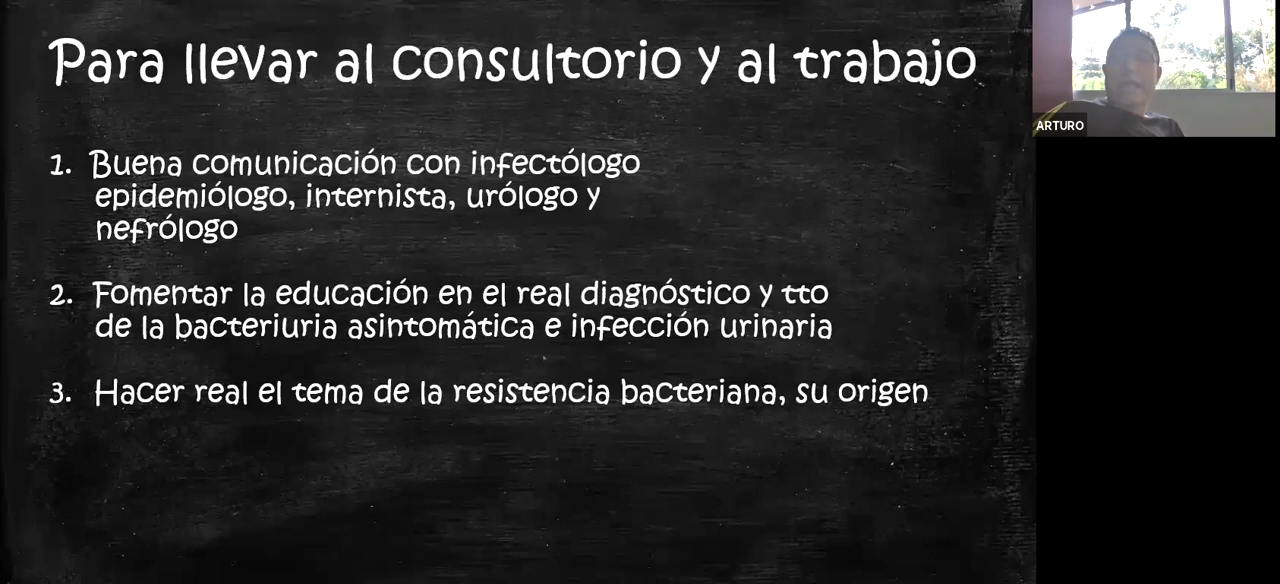 Para llevar al consultorio y al trabajo
1. Buena comunicación con infectólogo
epidemiólogo, internista, urólogo y
nefrólogo
2. Fomentar la educación en el real diagnóstico y tto
de la bacteriuria asintomática e infección urinaria
3. Hacer real el tema de la resistencia bacteriana, su origen
ARTURO